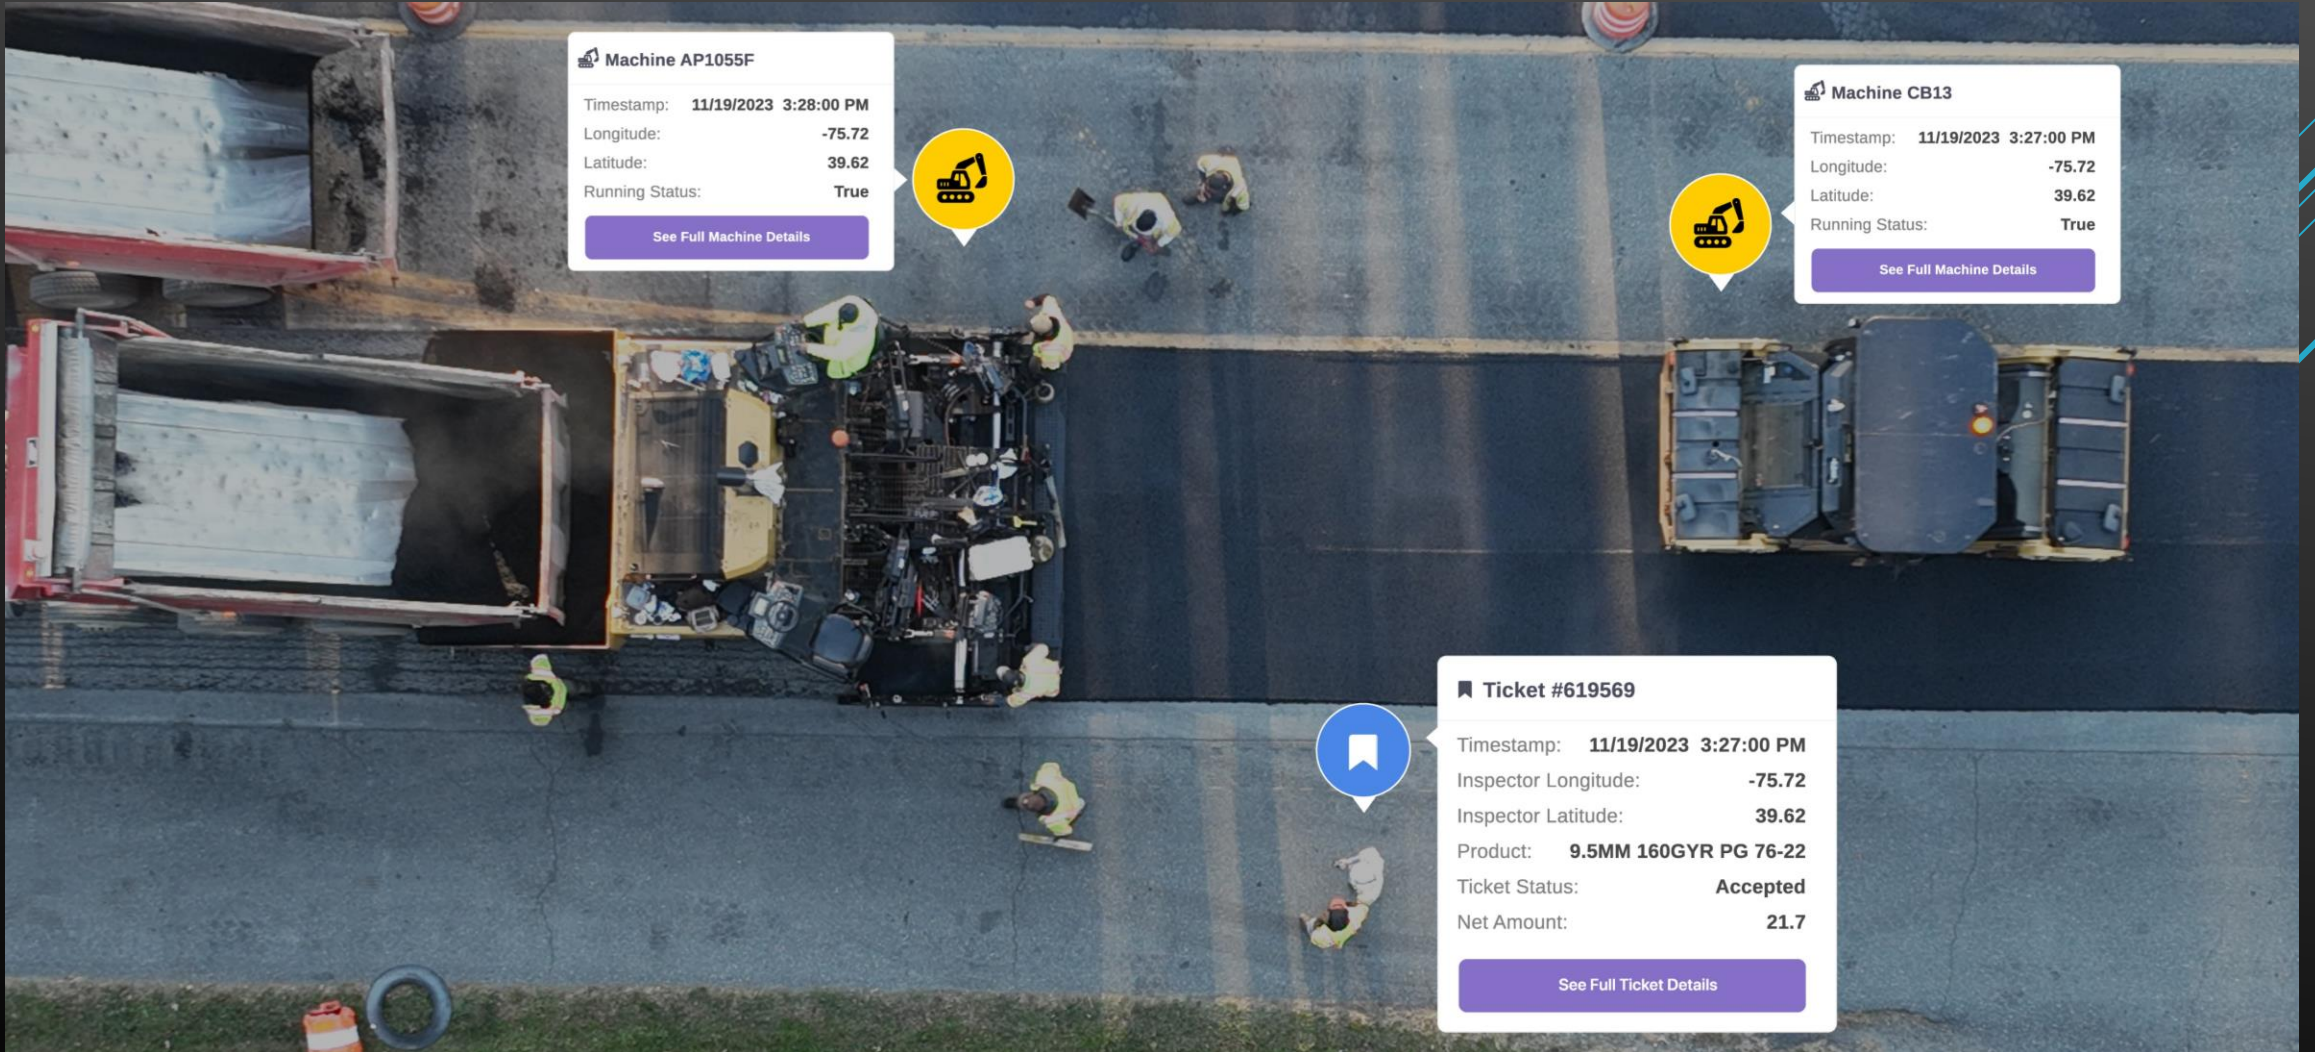 Machine AP1055F
Timestamp: 11/19/2023 3:28:00 PM
Longitude: -75.72
Latitude: 39.62
Running Status: True
See Full Machine Details
Machine CB13
Timestamp: 11/19/2023 3:27:00 PM
Longitude: -75.72
Latitude: 39.62
Running Status: True
See Full Machine Details
Ticket #619569
Timestamp: 11/19/2023 3:27:00 PM
Inspector Longitude: -75.72
Inspector Latitude: 39.62
Product: 9.5MM 160GYR PG 76-22
Ticket Status: Accepted
Net Amount: 21.7
See Full Ticket Details